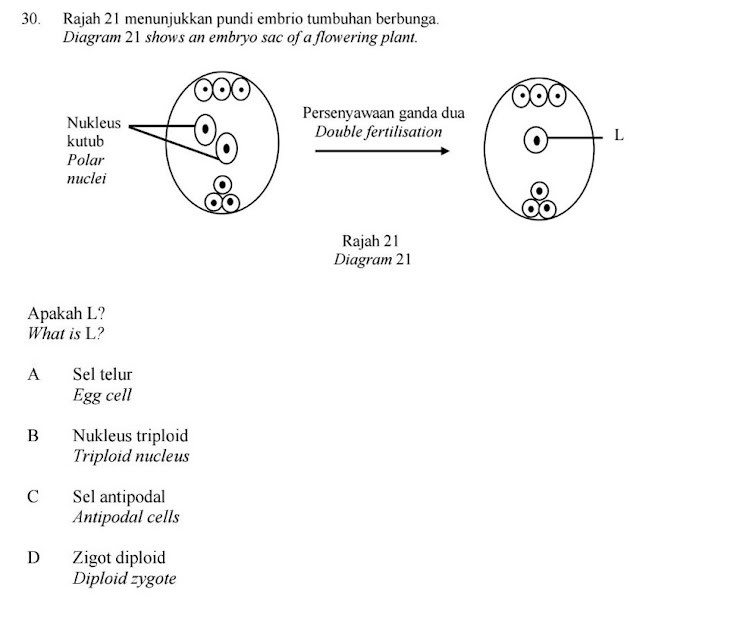 30. Rajah 21 menunjukkan pundi embrio tumbuhan berbunga.
Diagram 21 shows an embryo sac of a flowering plant.
Nukleus
kutub
Polar
nuclei
Persenyawaan ganda dua
Double fertilisation
L
Rajah 21
Diagram 21
Apakah L?
What is L?
A Sel telur
Egg cell
B Nukleus triploid
Triploid nucleus
C Sel antipodal
Antipodal cells
D Zigot diploid
Diploid zygote